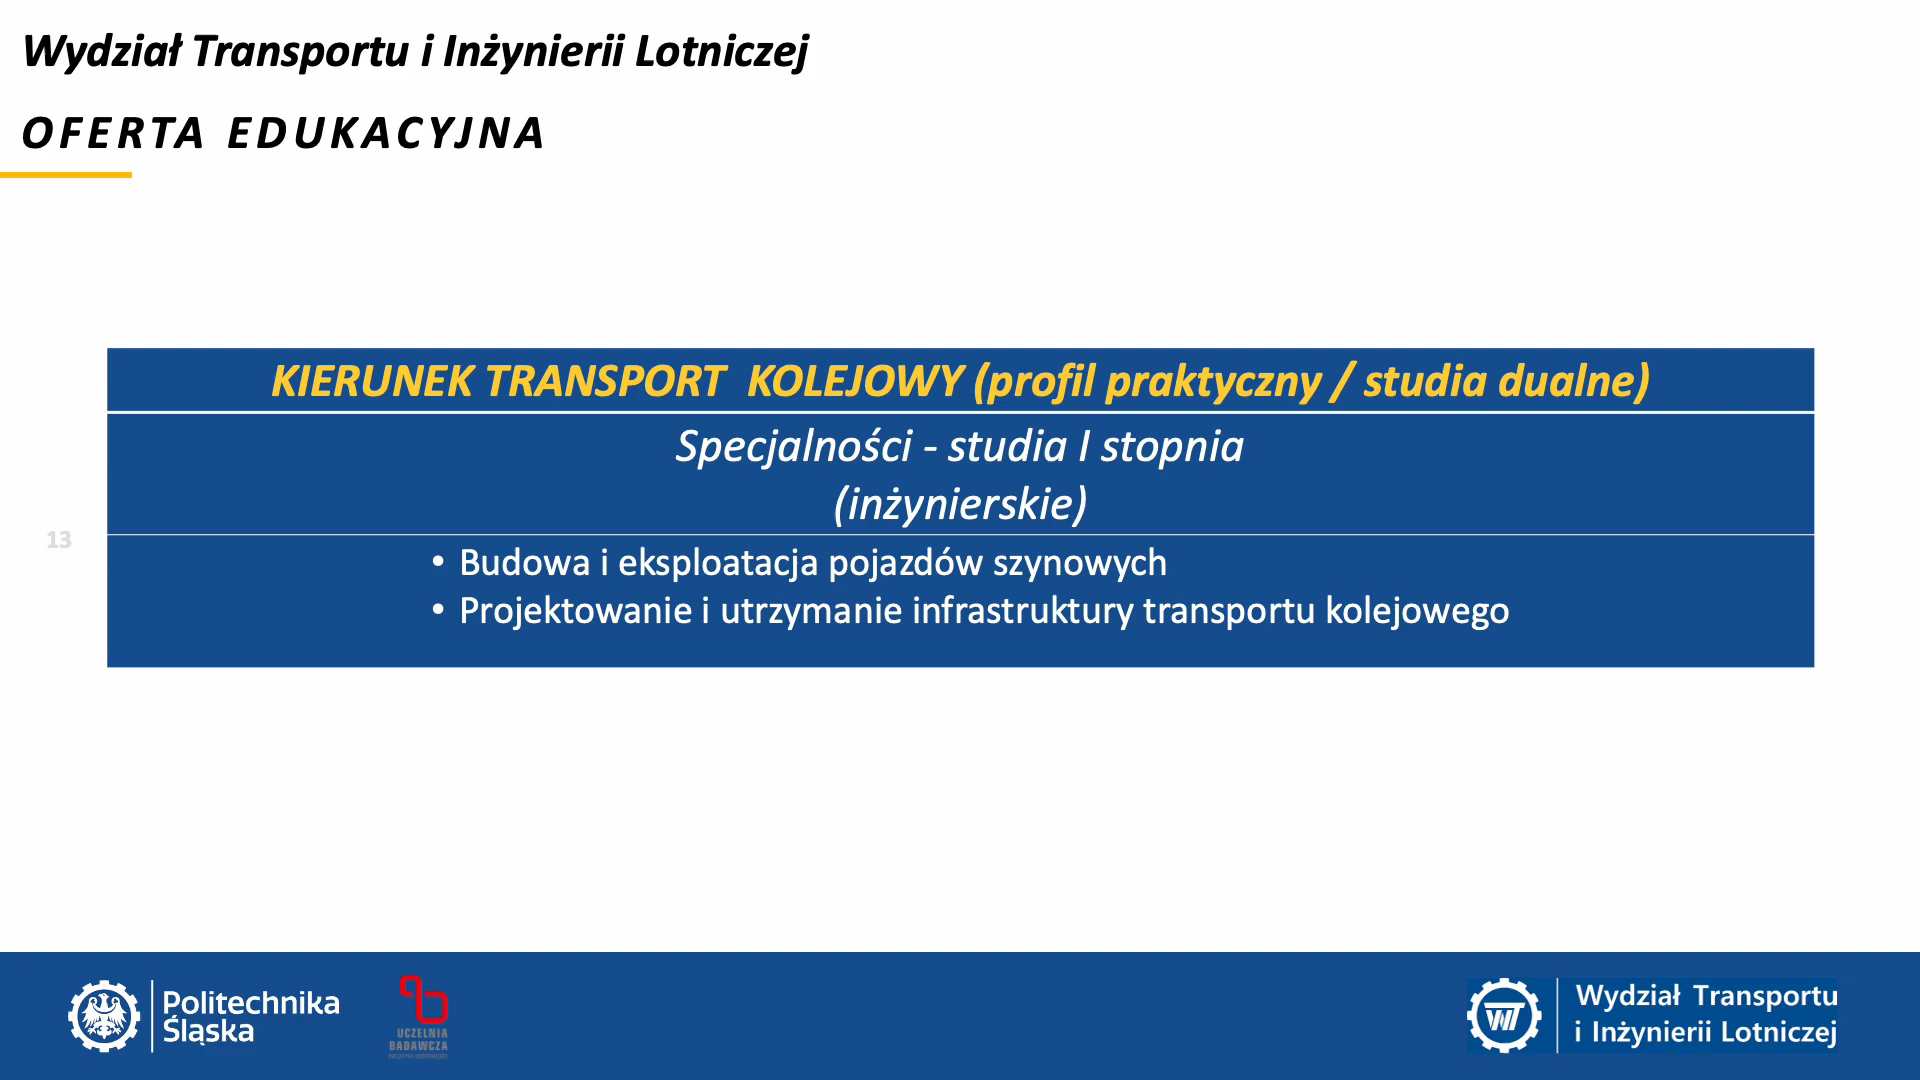 Wydział Transportu i Inżynierii Lotniczej
OFERTA EDUKACYJNA
KIERUNEK TRANSPORT KOLEJOWY (profil praktyczny / studia dualne)
Specjalności - studia I stopnia
(inżynierskie)
13
• Budowa i eksploatacja pojazdów szynowych
• Projektowanie i utrzymanie infrastruktury transportu kolejowego
Politechnika
Śląska
UCZELNIA
BADAWCZA
Wydział Transportu
i Inżynierii Lotniczej